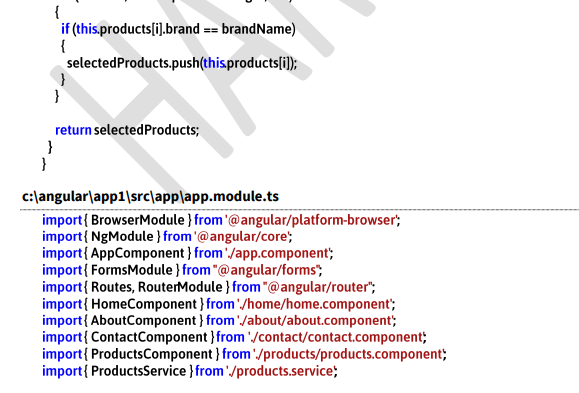 {
if (this.products[i].brand == brandName)
{
selectedProducts.push(this.products[i]);
}
}
return selectedProducts;
}
}
c:\angular\app1\src\app\app.module.ts
import { BrowserModule } from '@angular/platform-browser';
import { NgModule } from '@angular/core';
import { AppComponent } from './app.component';
import { FormsModule } from "@angular/forms";
import { Routes, RouterModule } from "@angular/router";
import { HomeComponent } from './home/home.component';
import { AboutComponent } from './about/about.component';
import { ContactComponent } from './contact/contact.component';
import { ProductsComponent } from './products/products.component';
import { ProductsService } from './products.service';